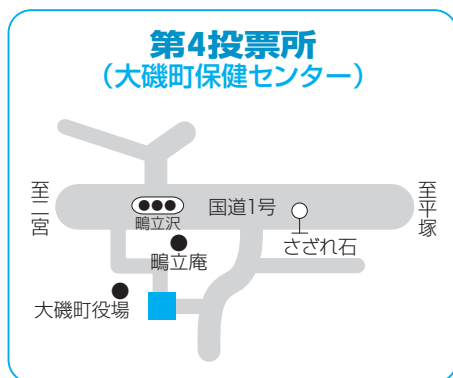 第4投票所
（大磯町保健センター）
至二宮
国道1号
至平塚
鴫立沢
さざれ石
鴫立庵
大磯町役場